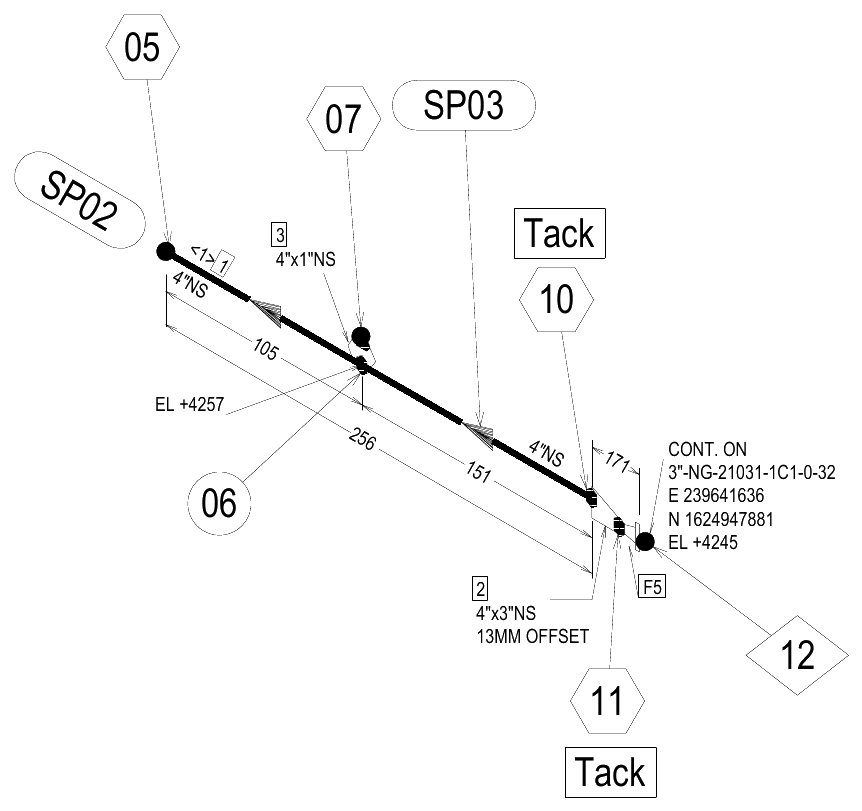 05
07
SP03
SP02
Tack
<1> 1
3
4"x1"NS
4"NS
10
105
EL +4257
256
4"NS
151
171
CONT. ON
3"-NG-21031-1C1-0-32
E 239641636
N 1624947881
EL +4245
06
2
4"x3"NS
13MM OFFSET
F5
12
11
Tack